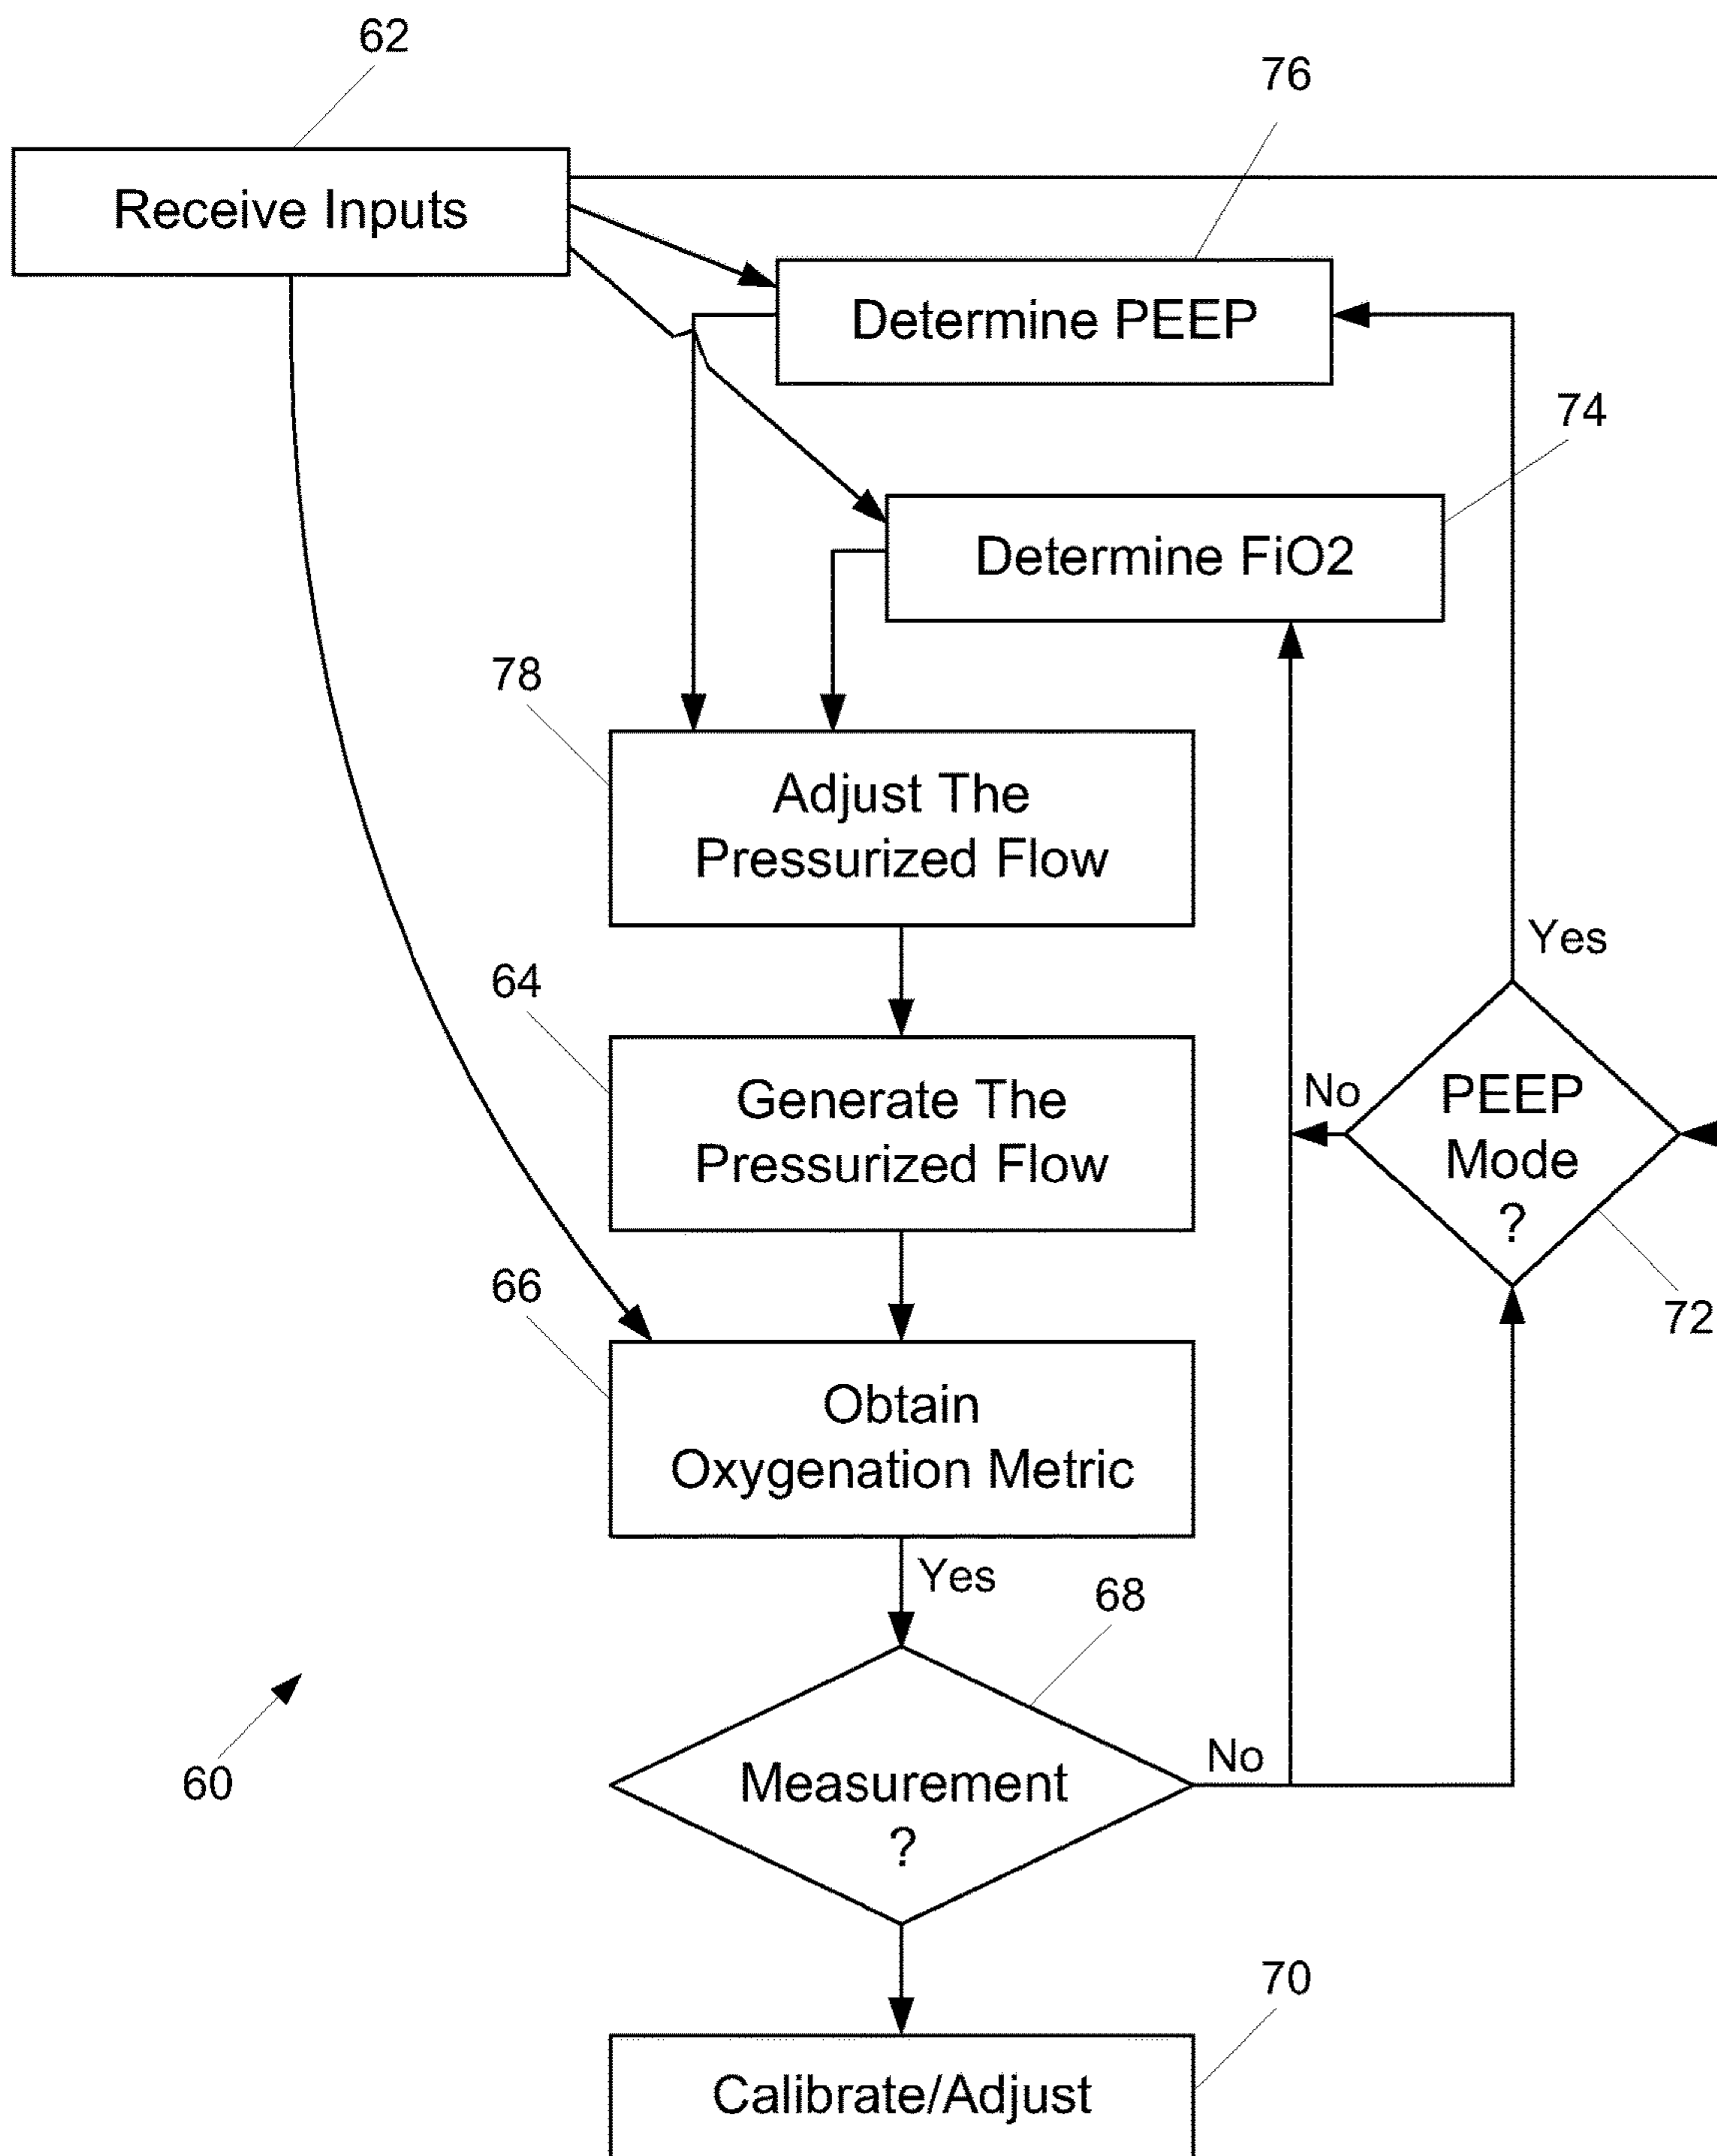 62
76
Receive Inputs
Determine PEEP
74
Determine FiO2
78
Adjust The
Pressurized Flow
Yes
64
Generate The
Pressurized Flow
No
PEEP
Mode
?
66
72
Obtain
Oxygenation Metric
Yes
68
60
No
Measurement
?
70
Calibrate/Adjust